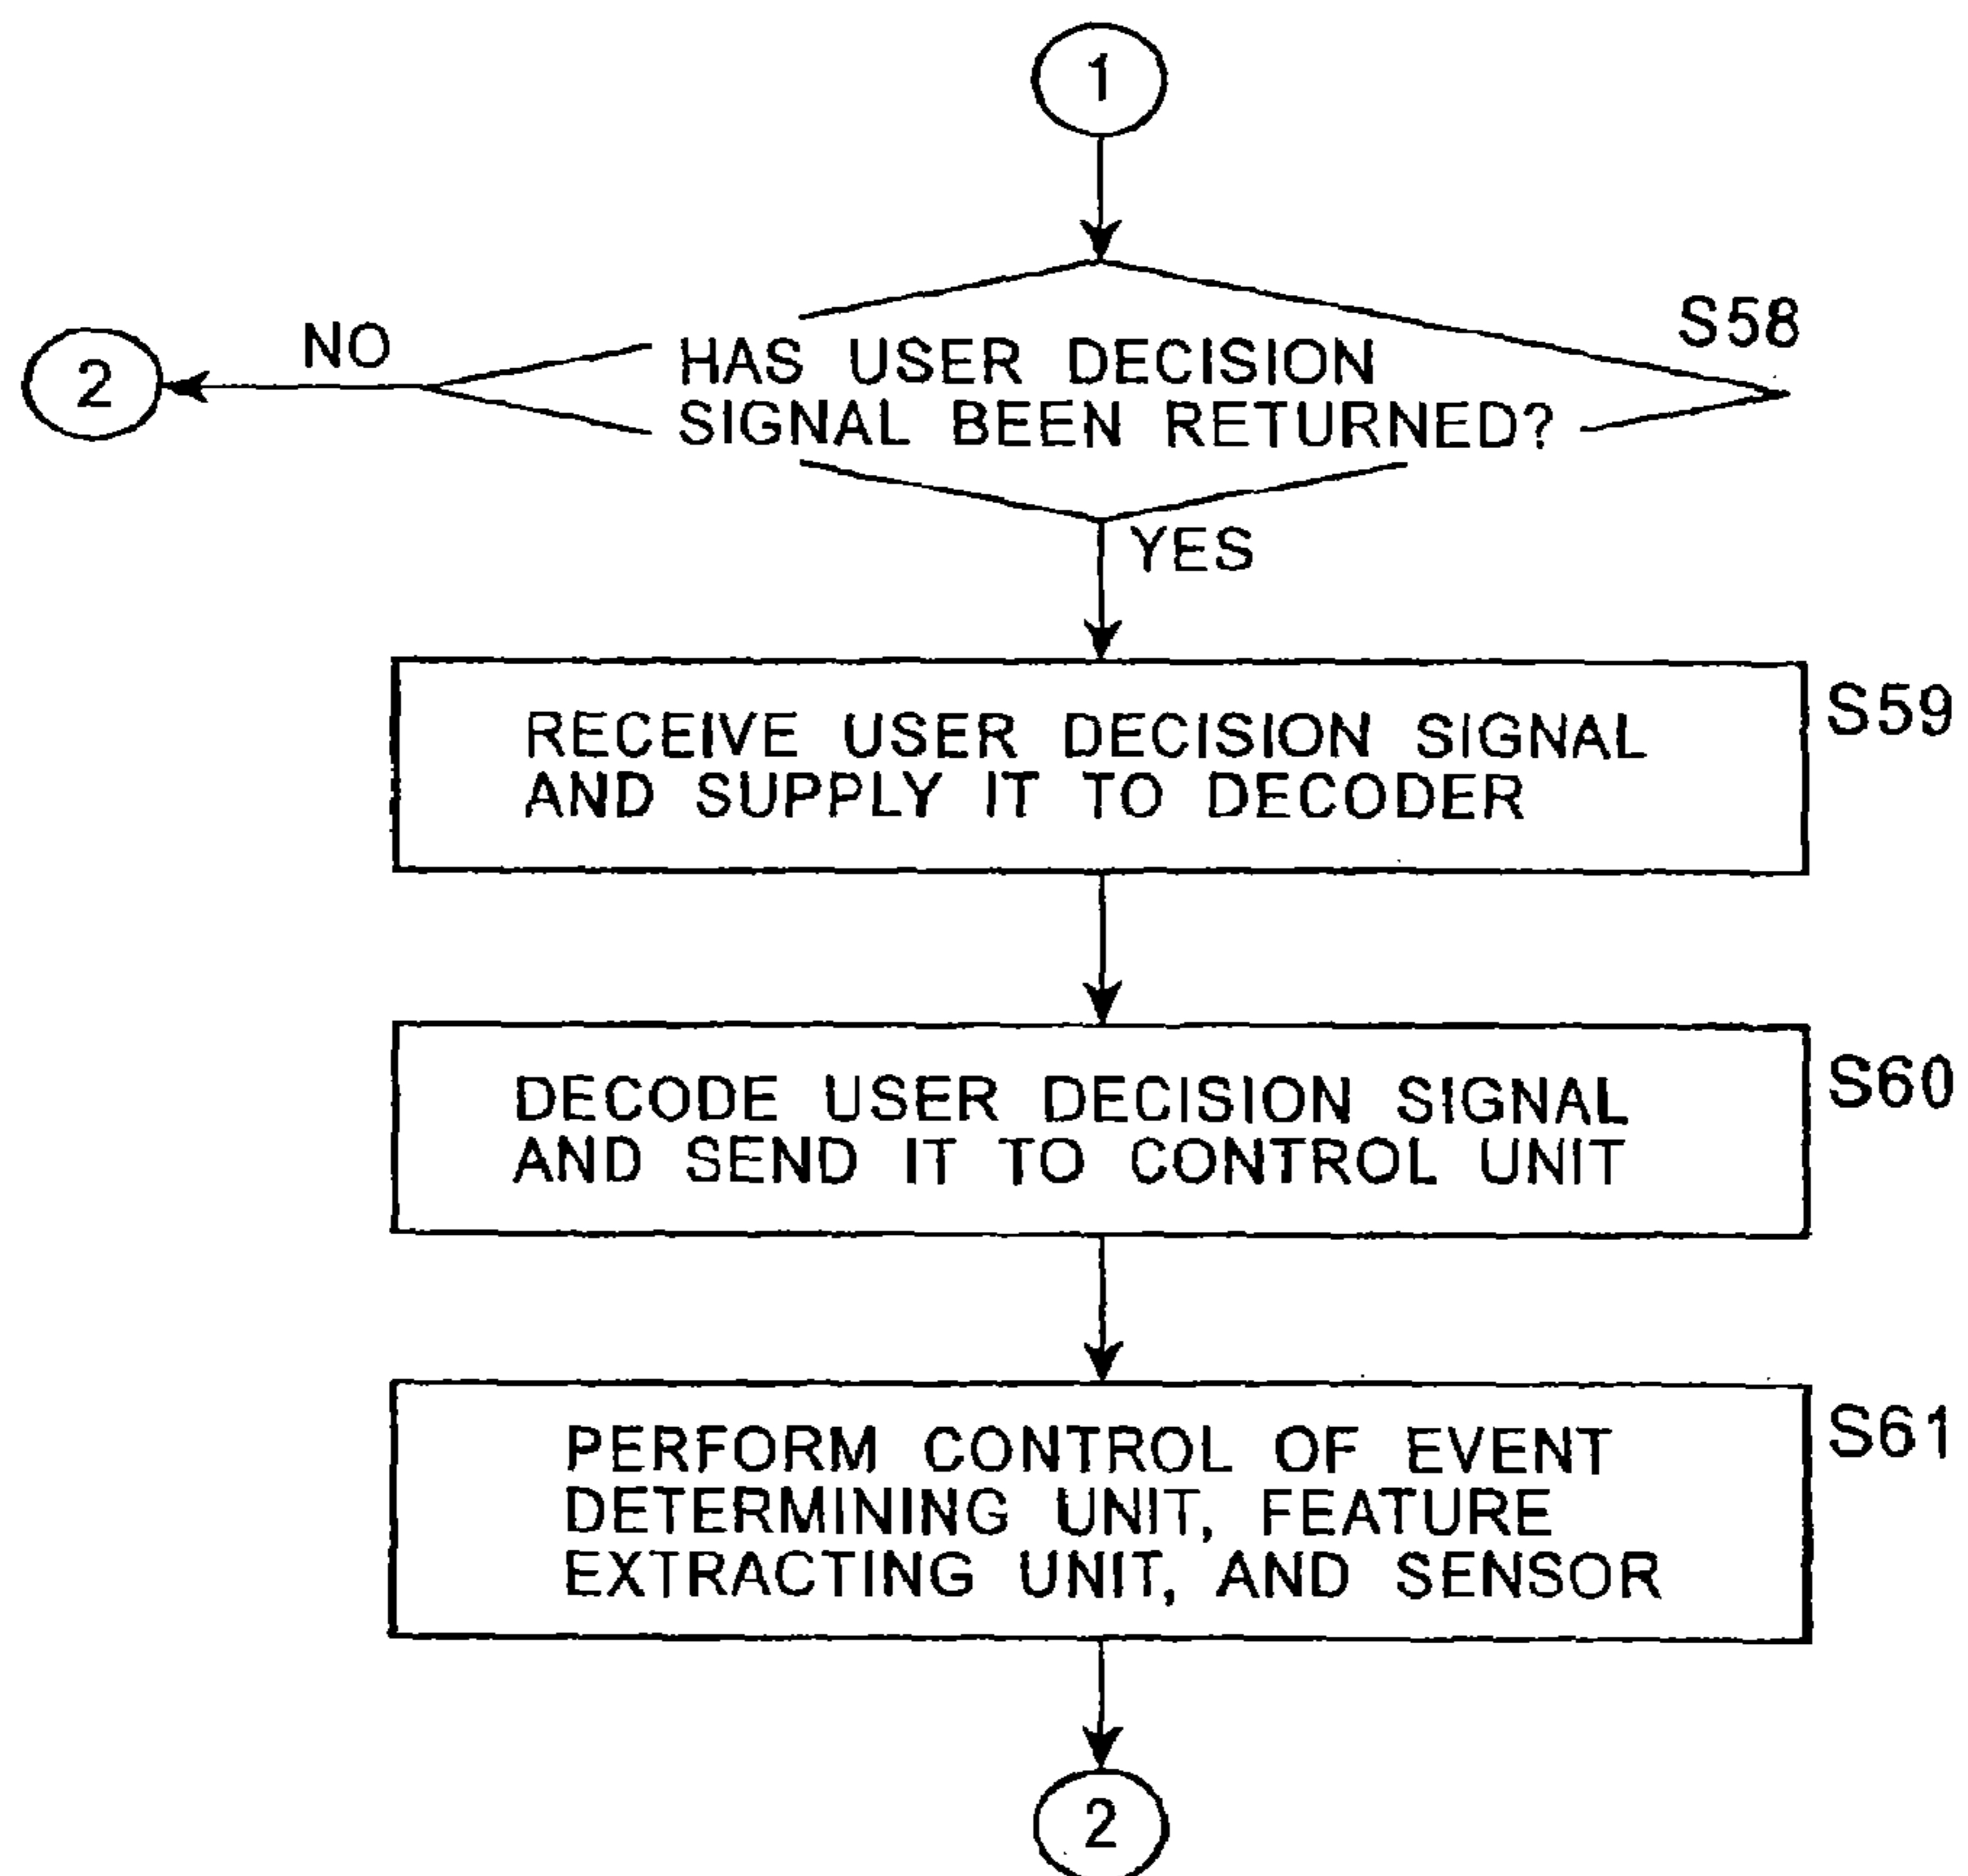 1
S58
NO
2
HAS USER DECISION
SIGNAL BEEN RETURNED?
YES
S59
RECEIVE USER DECISION SIGNAL
AND SUPPLY IT TO DECODER
S60
DECODE USER DECISION SIGNAL
AND SEND IT TO CONTROL UNIT
S61
PERFORM CONTROL OF EVENT
DETERMINING UNIT, FEATURE
EXTRACTING UNIT, AND SENSOR
2